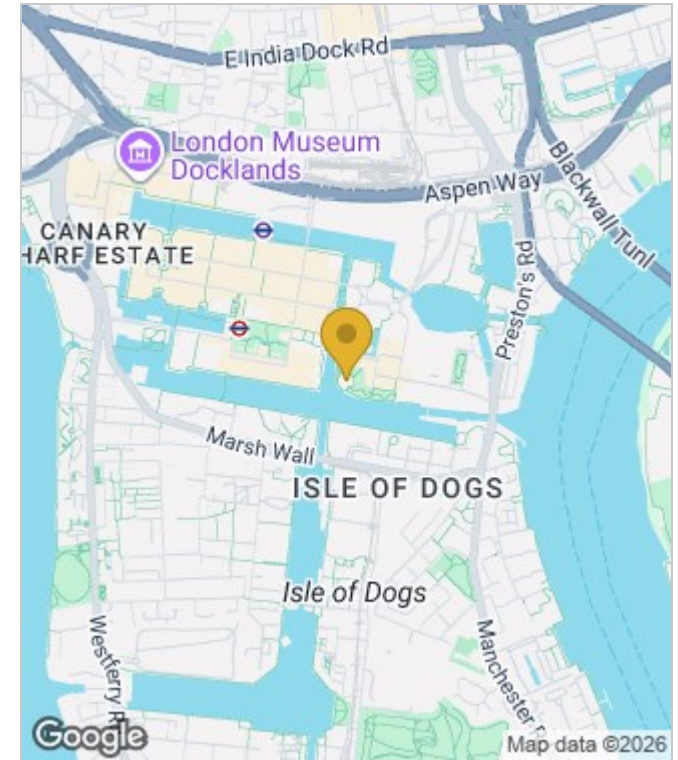 E India Dock Rd
London Museum
Docklands
Aspen Way
Blackwall Tunl
CANARY
HARF ESTATE
Preston's Rd
Marsh Wall
ISLE OF DOGS
Isle of Dogs
Westferry R
Manchester R
Google
Map data ©2026